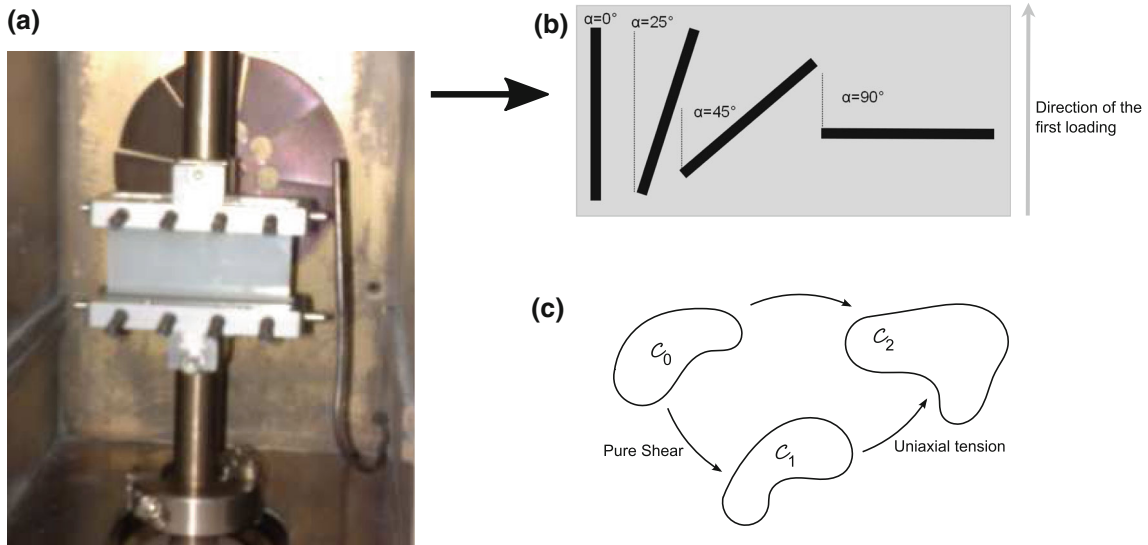 (a)
(b)
α=0°
α=25°
α=45°
α=90°
Direction of the
first loading
(c)
C₀
C₂
Pure Shear
C₁
Uniaxial tension